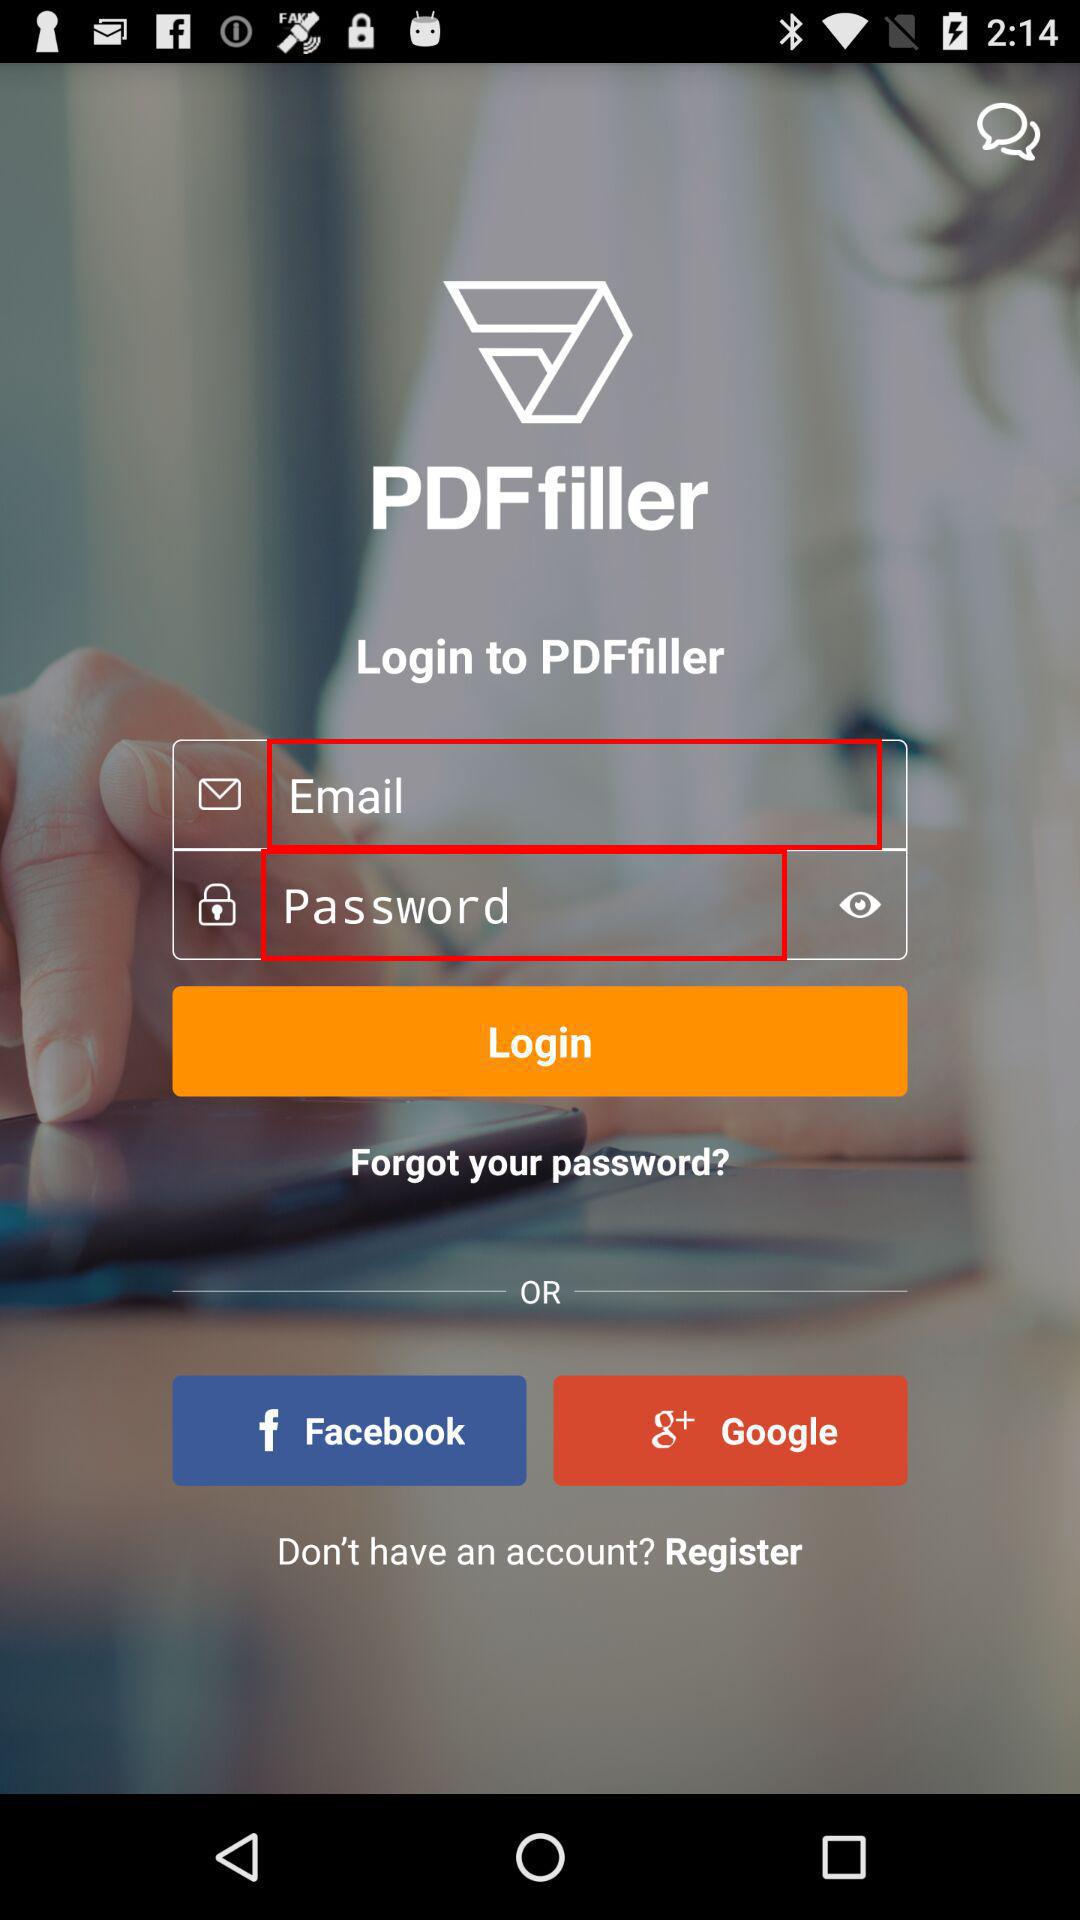 FAKE
2:14
PDFfiller
Login to PDFfiller
Email
Password
Login
Forgot your password?
OR
f Facebook
g+ Google
Don’t have an account? Register